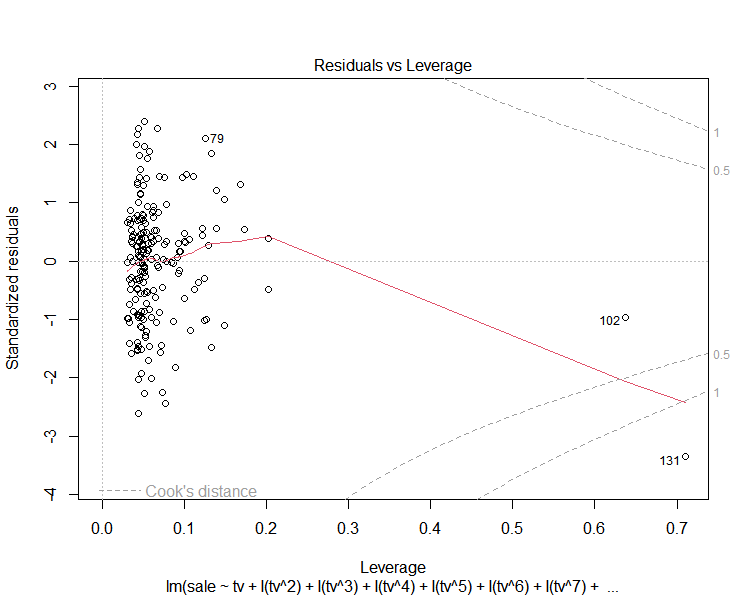 Residuals vs Leverage
Standardized residuals
3
2
1
0
-1
-2
-3
-4
79
102
131
1
0.5
0.5
1
Cook's distance
0.0 0.1 0.2 0.3 0.4 0.5 0.6 0.7
Leverage
lm(sale ~ tv + I(tv^2) + I(tv^3) + I(tv^4) + I(tv^5) + I(tv^6) + I(tv^7) + ...